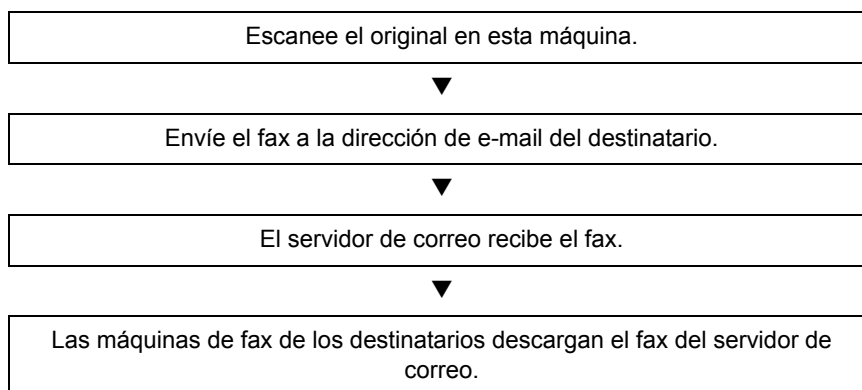 Escanee el original en esta máquina.
▼
Envíe el fax a la dirección de e-mail del destinatario.
▼
El servidor de correo recibe el fax.
▼
Las máquinas de fax de los destinatarios descargan el fax del servidor de
correo.